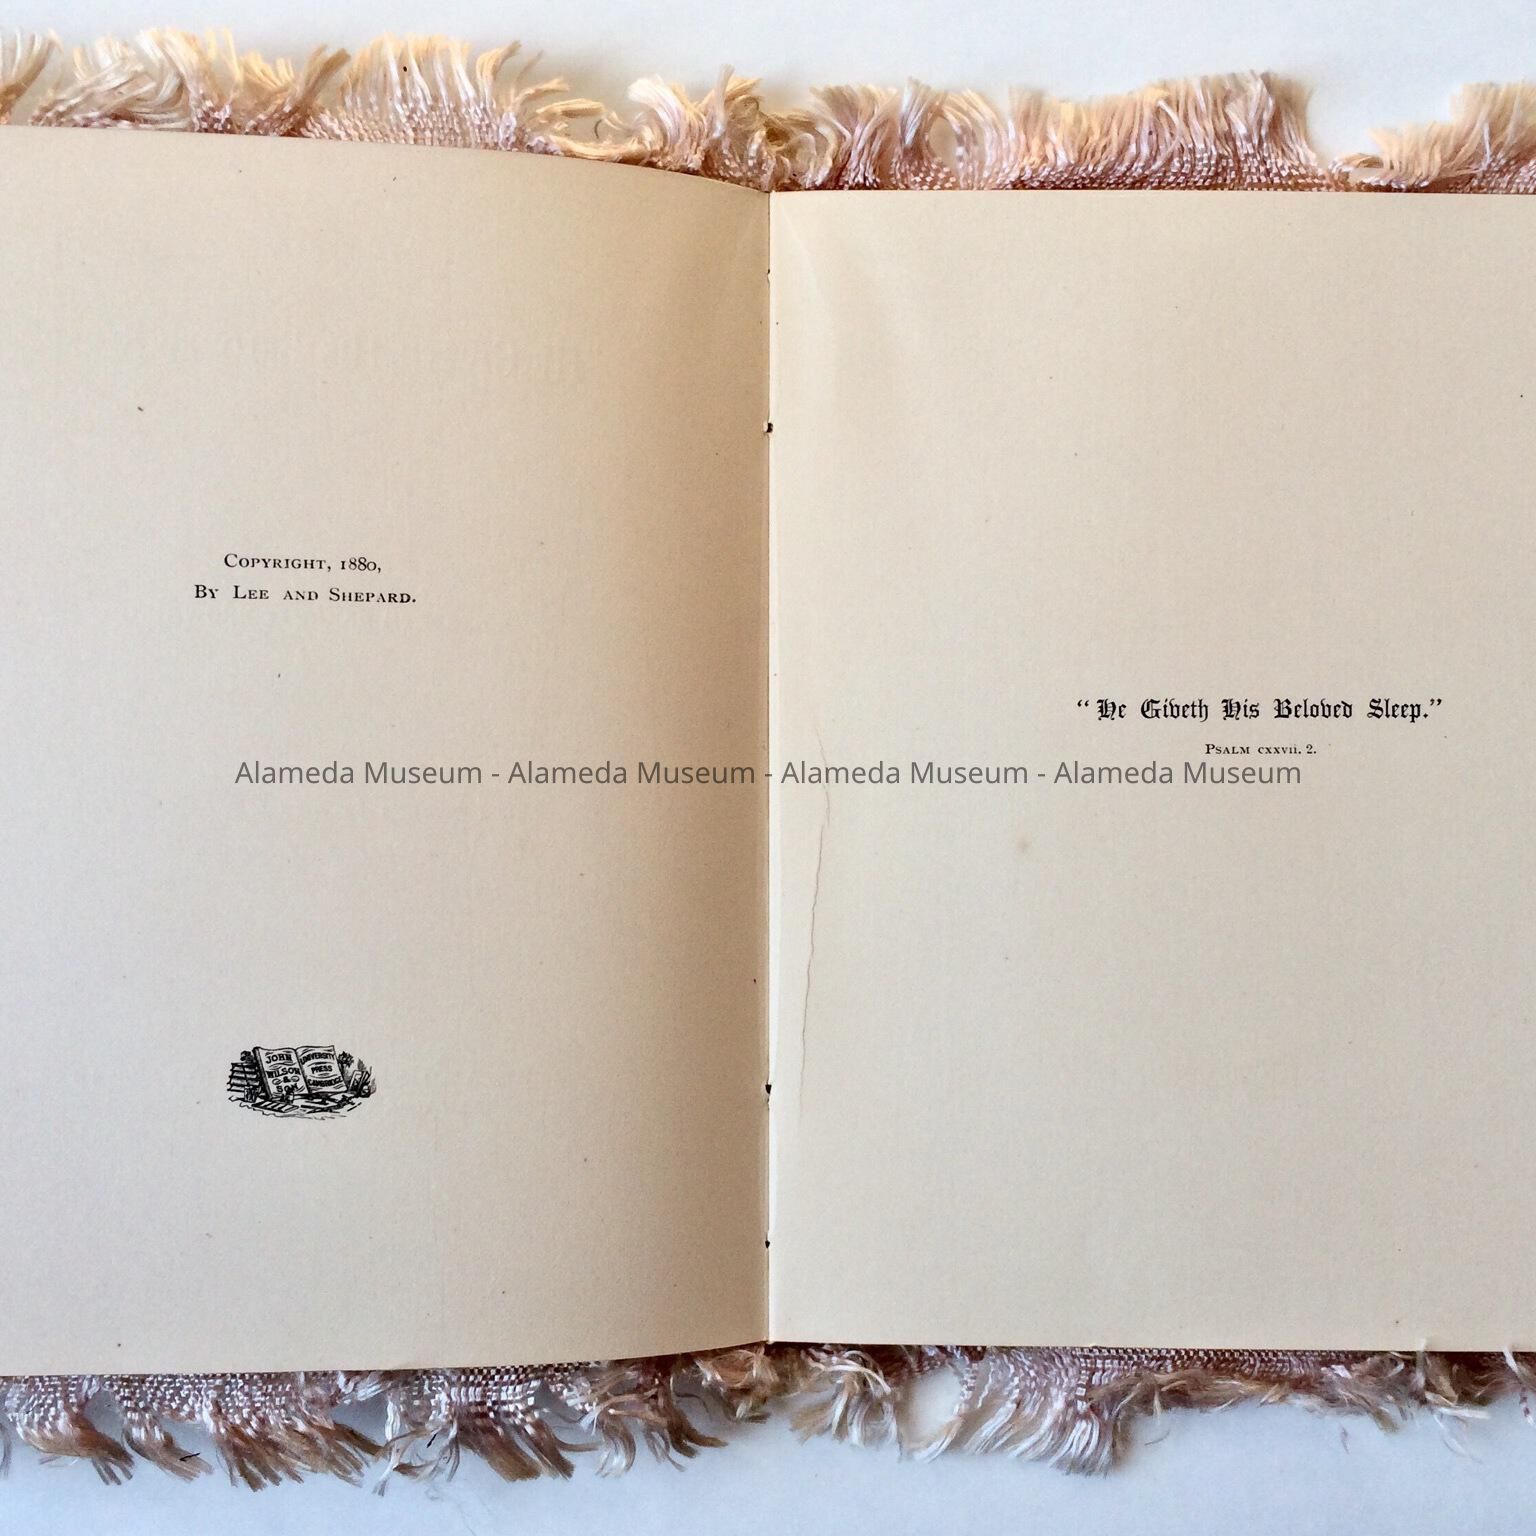 Copyright, 1880,
By Lee and Shepard.
JOHN
WILSON
&
SON
UNIVERSITY
PRESS
CAMBRIDGE
“He Giveth His Beloved Sleep.”
Psalm cxxvii. 2.
Alameda Museum - Alameda Museum - Alameda Museum - Alameda Museum